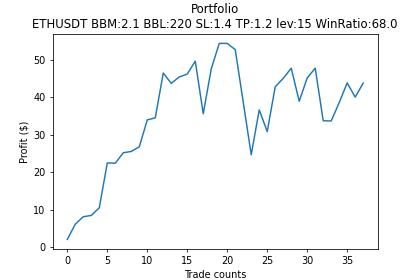 Portfolio
ETHUSDT BBM:2.1 BBL:220 SL:1.4 TP:1.2 lev:15 WinRatio:68.0
50
40
30
20
10
0
Profit ($)
0 5 10 15 20 25 30 35
Trade counts